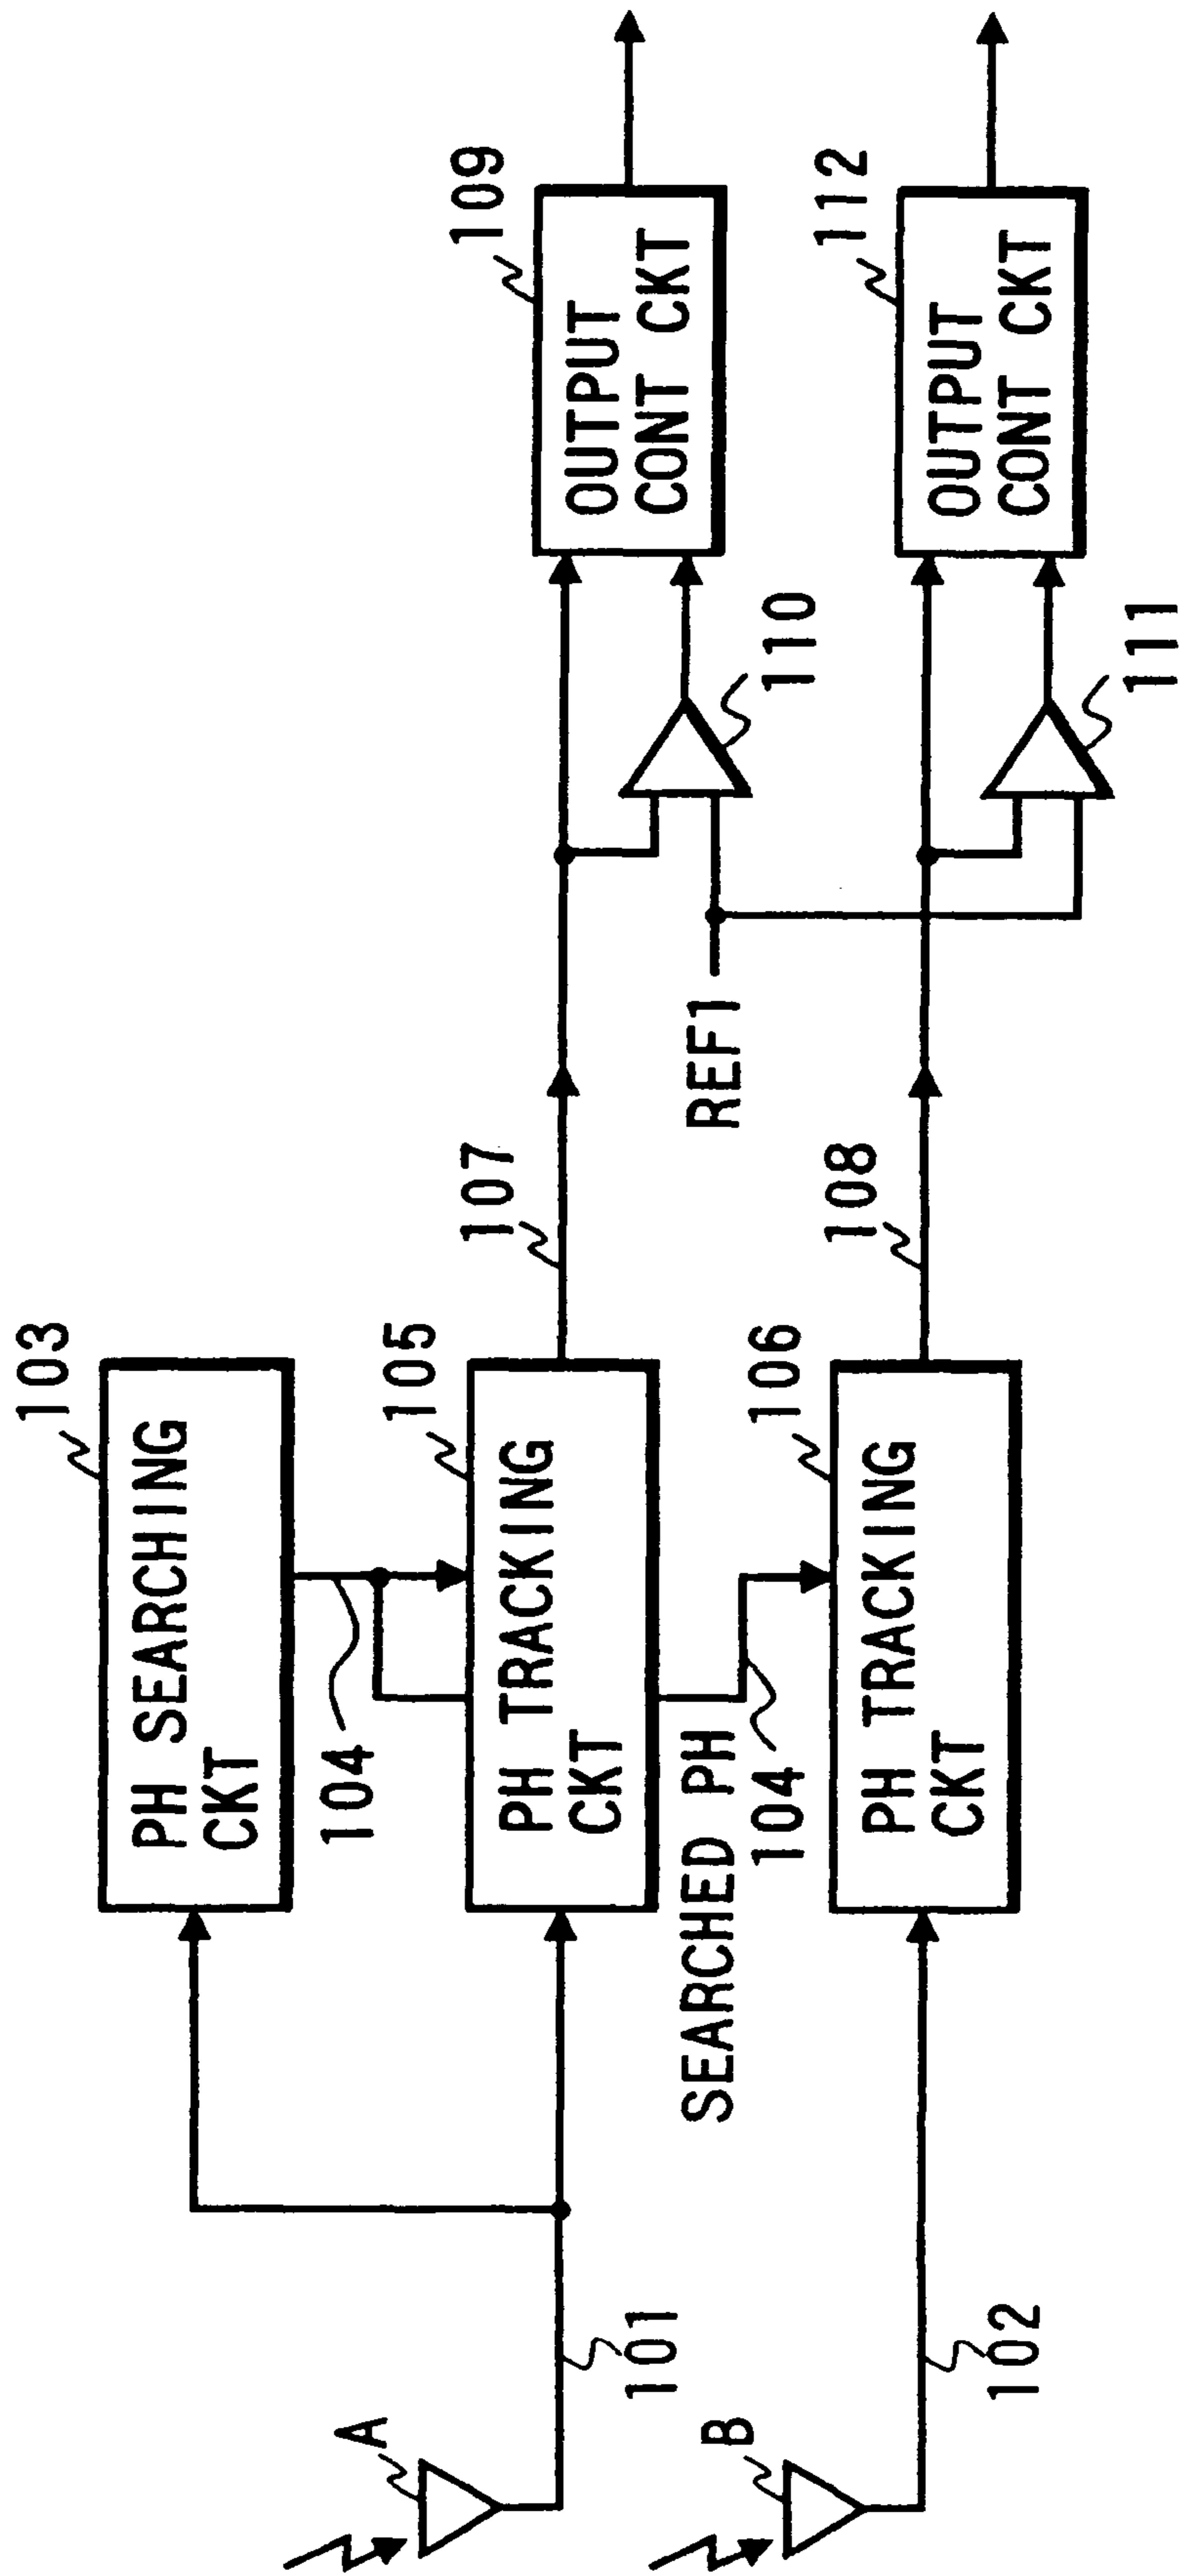 103
PH SEARCHING
CKT
104
105
PH TRACKING
CKT
107
109
OUTPUT
CONT CKT
A
101
SEARCHED PH
104
REF1
110
106
PH TRACKING
CKT
108
112
OUTPUT
CONT CKT
B
102
111